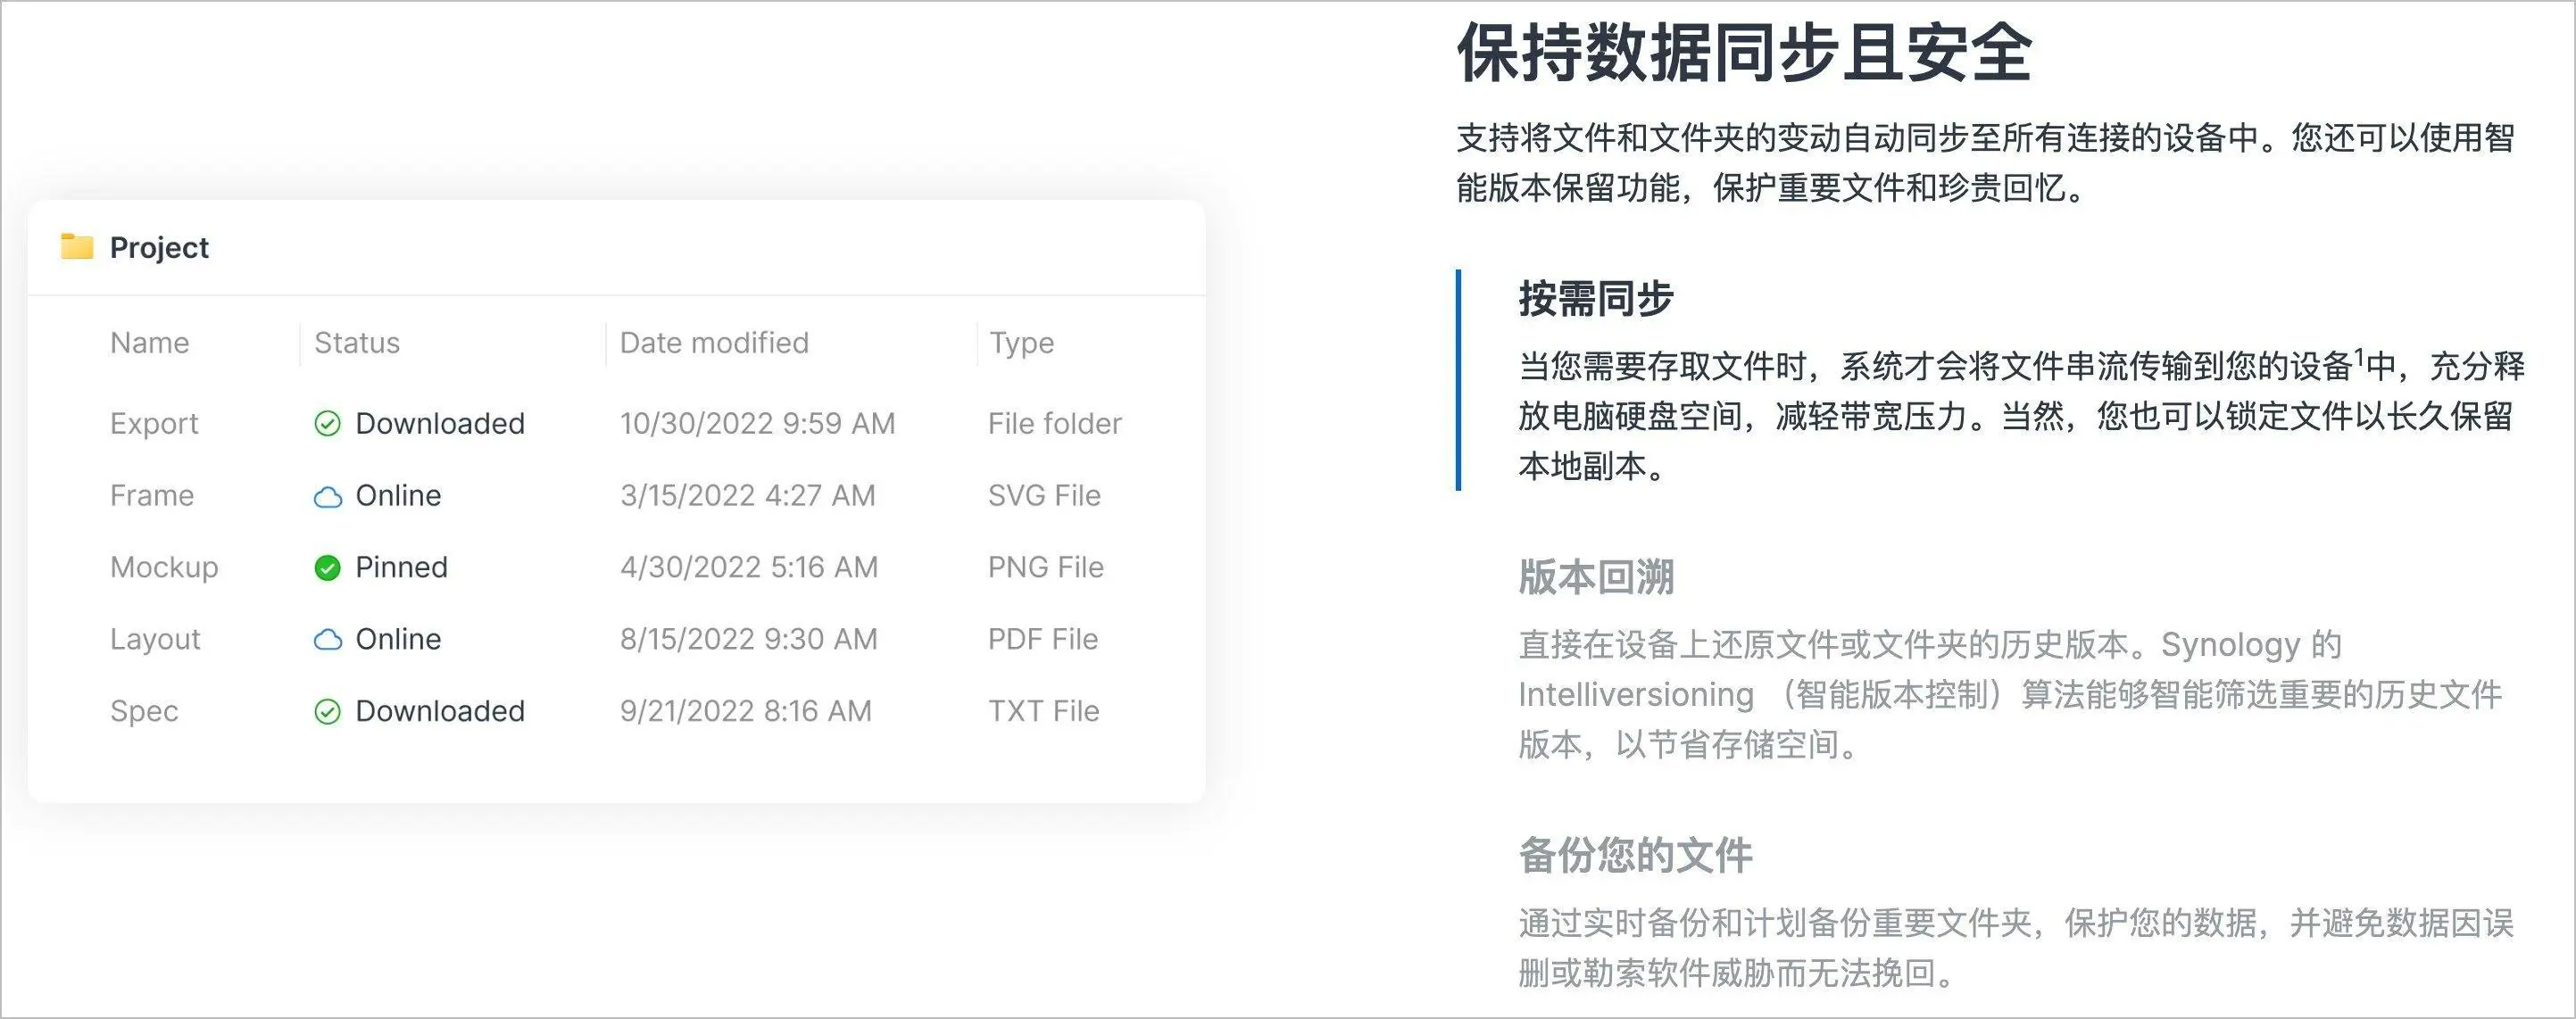 Project
Name Status Date modified Type
Export Downloaded 10/30/2022 9:59 AM File folder
Frame Online 3/15/2022 4:27 AM SVG File
Mockup Pinned 4/30/2022 5:16 AM PNG File
Layout Online 8/15/2022 9:30 AM PDF File
Spec Downloaded 9/21/2022 8:16 AM TXT File
保持数据同步且安全
支持将文件和文件夹的变动自动同步至所有连接的设备中。您还可以使用智
能版本保留功能，保护重要文件和珍贵回忆。
按需同步
当您需要存取文件时，系统才会将文件串流传输到您的设备¹中，充分释
放电脑硬盘空间，减轻带宽压力。当然，您也可以锁定文件以长久保留
本地副本。
版本回溯
直接在设备上还原文件或文件夹的历史版本。Synology 的
Intelliversioning （智能版本控制）算法能够智能筛选重要的历史文件
版本，以节省存储空间。
备份您的文件
通过实时备份和计划备份重要文件夹，保护您的数据，并避免数据因误
删或勒索软件威胁而无法挽回。